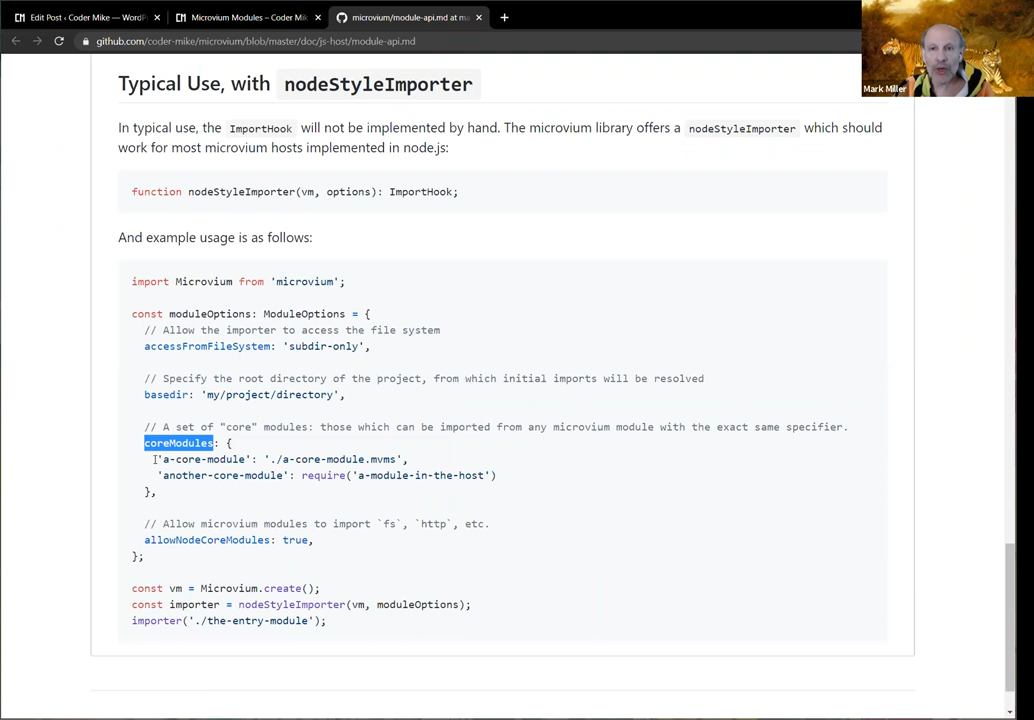 Edit Post ‹ Coder Mike — WordP
Microvium Modules – Coder Mik
microvium/module-api.md at ma
github.com/coder-mike/microvium/blob/master/doc/js-host/module-api.md
Mark Miller
Typical Use, with nodeStyleImporter
In typical use, the ImportHook will not be implemented by hand. The microvium library offers a nodeStyleImporter which should
work for most microvium hosts implemented in node.js:
function nodeStyleImporter(vm, options): ImportHook;
And example usage is as follows:
import Microvium from 'microvium';
const moduleOptions: ModuleOptions = {
// Allow the importer to access the file system
accessFromFileSystem: 'subdir-only',
// Specify the root directory of the project, from which initial imports will be resolved
basedir: 'my/project/directory',
// A set of "core" modules: those which can be imported from any microvium module with the exact same specifier.
coreModules: {
'a-core-module': './a-core-module.mvms',
'another-core-module': require('a-module-in-the-host')
},
// Allow microvium modules to import `fs`, `http`, etc.
allowNodeCoreModules: true,
};
const vm = Microvium.create();
const importer = nodeStyleImporter(vm, moduleOptions);
importer('./the-entry-module');